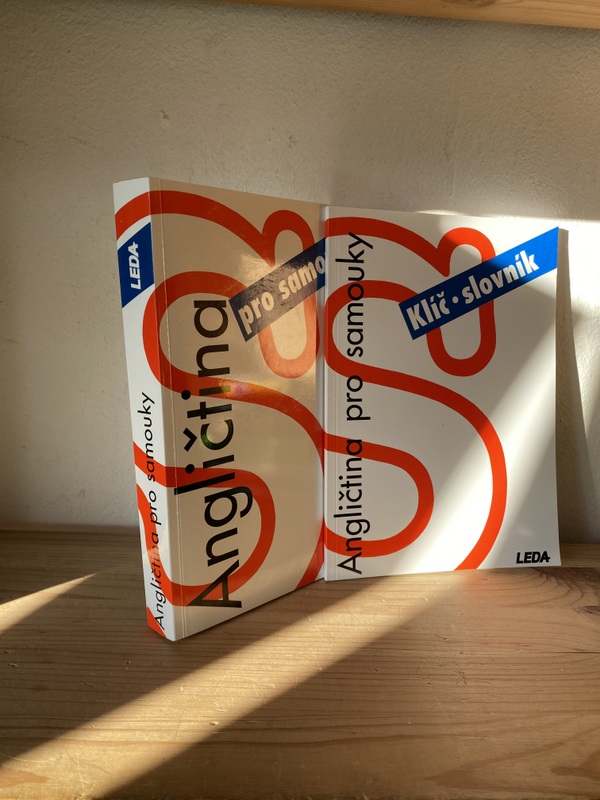 LEDA
Angličtina pro samouky
Angličtina
pro samo
Angličtina pro samouky
Klíč · slovník
LEDA